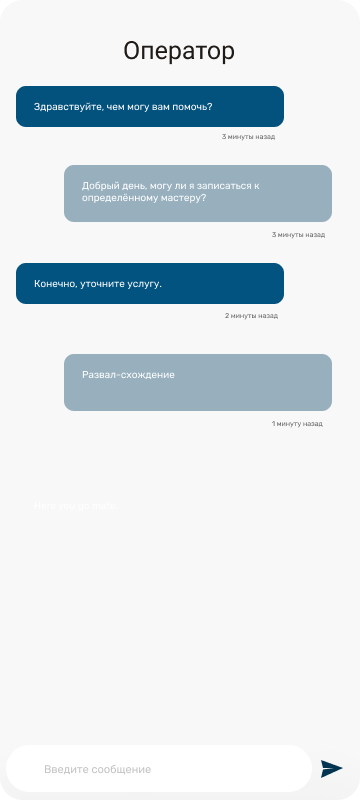 Оператор
Здравствуйте, чем могу вам помочь?
3 минуты назад
Добрый день, могу ли я записаться к
определённому мастеру?
3 минуты назад
Конечно, уточните услугу.
2 минуты назад
Развал-схождение
1 минуту назад
Введите сообщение